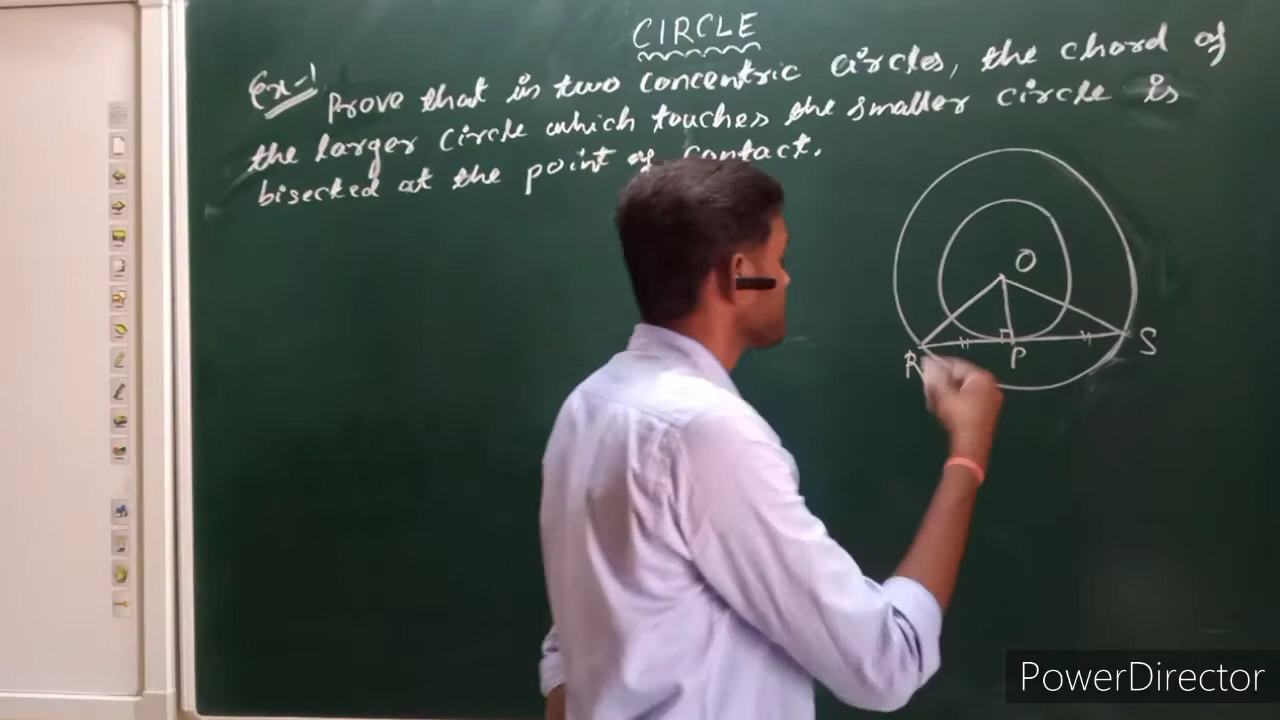 CIRCLE
Ex-1 Prove that in two concentric circles, the chord of
the larger circle which touches the smaller circle is
bisected at the point of contact.
O
R P S
PowerDirector